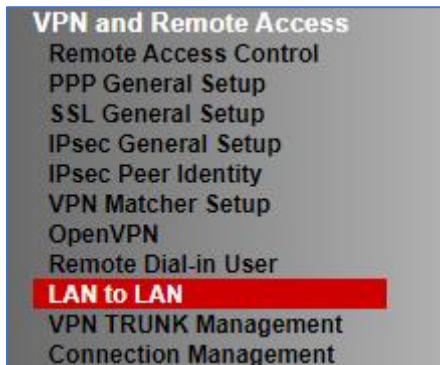 VPN and Remote Access
Remote Access Control
PPP General Setup
SSL General Setup
IPsec General Setup
IPsec Peer Identity
VPN Matcher Setup
OpenVPN
Remote Dial-in User
LAN to LAN
VPN TRUNK Management
Connection Management